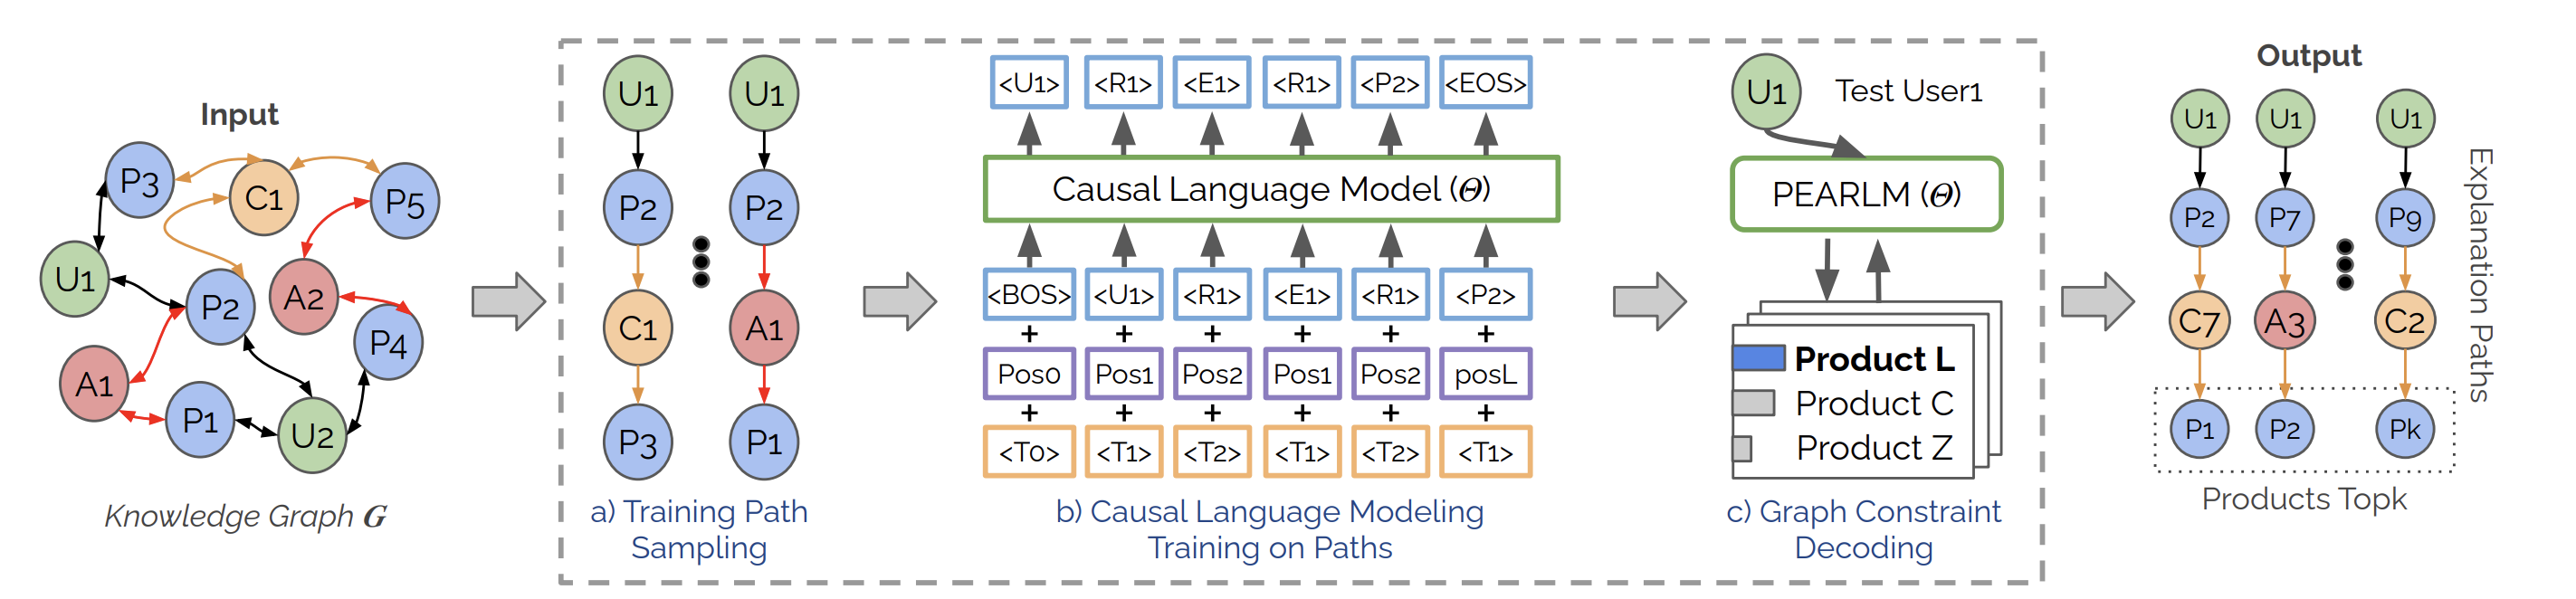 Input
P3
C1
P5
U1
P2
A2
P4
A1
P1
U2
Knowledge Graph G
U1 U1
P2 P2
C1 A1
P3 P1
a) Training Path
Sampling
<U1> <R1> <E1> <R1> <P2> <EOS>
Causal Language Model (Θ)
<BOS> <U1> <R1> <E1> <R1> <P2>
+ + + + + +
Pos0 Pos1 Pos2 Pos1 Pos2 posL
+ + + + + +
<T0> <T1> <T2> <T1> <T2> <T1>
b) Causal Language Modeling
Training on Paths
U1 Test User1
PEARLM (Θ)
Product L
Product C
Product Z
c) Graph Constraint
Decoding
Output
U1 U1 U1
P2 P7 P9
C7 A3 C2
P1 P2 Pk
Products Topk
Explanation Paths